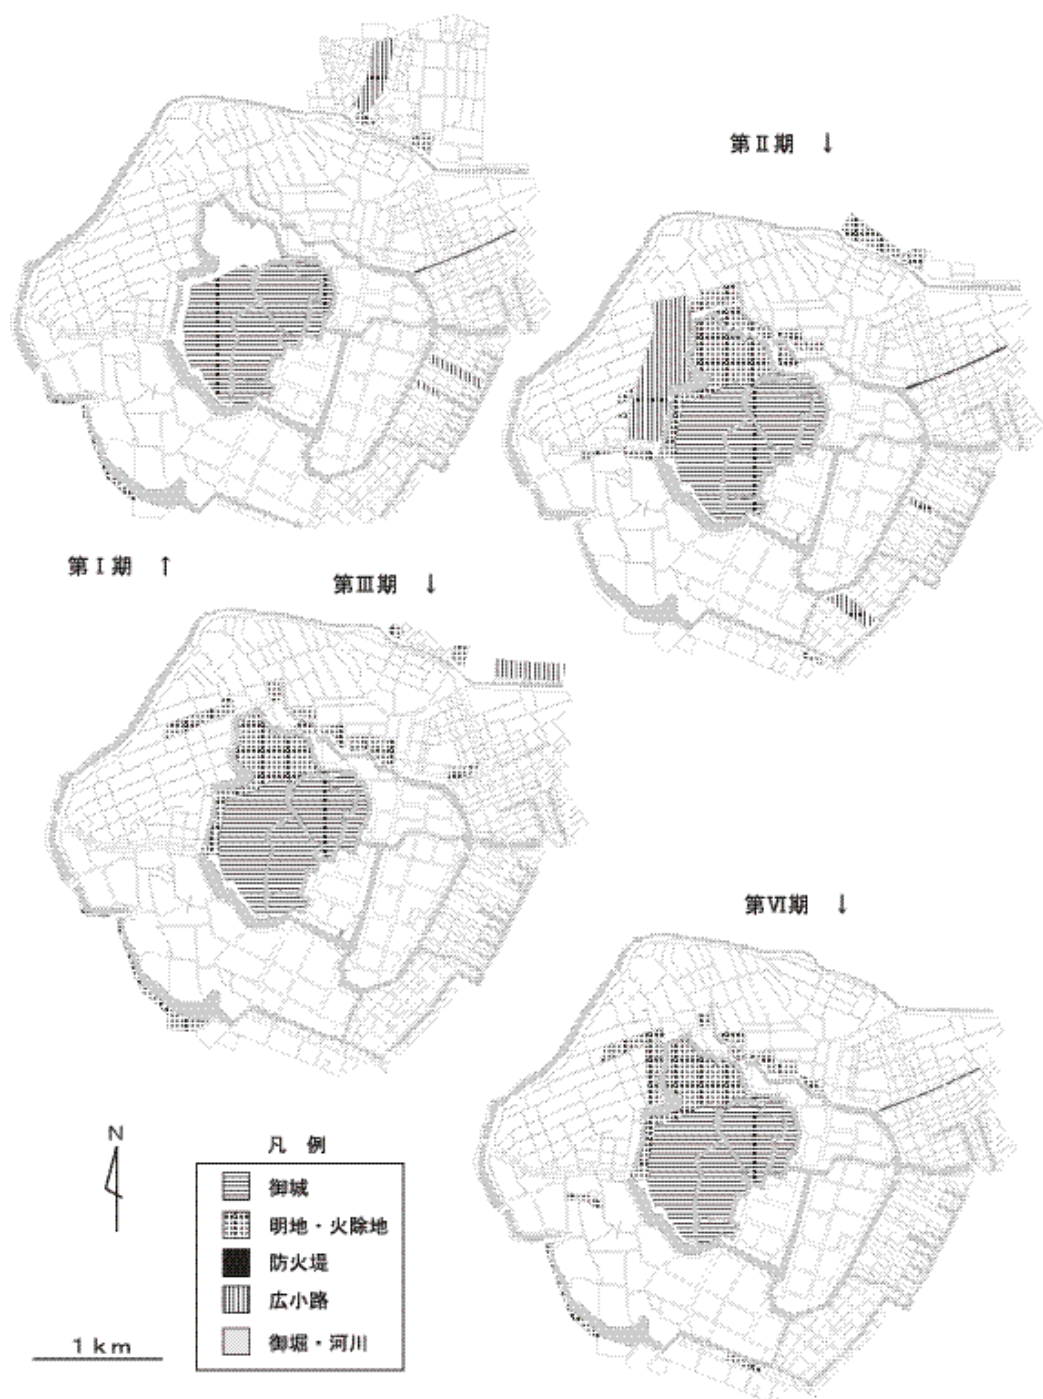 第Ⅱ期 ↓
第Ⅰ期 ↑
第Ⅲ期 ↓
第Ⅵ期 ↓
N
凡 例
御城
明地・火除地
防火堤
広小路
御堀・河川
1km